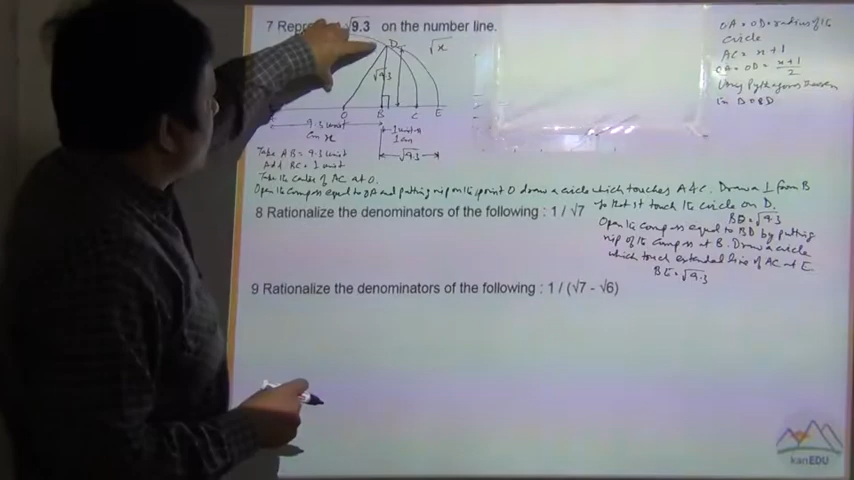 7 Repr √9.3 on the number line.
D
√x
√9.3
O B C E
9.3 unit
1 unit
√9.3
Take AB = 9.3 unit
Add BC = 1 unit
Take the center of AC at O.
Open the compass equal to OA and putting nip on the point O draw a circle which touches A & C. Draw a ⊥ from B
so that it touch the circle on D.
BD = √9.3
Open the compass equal to BD by putting
nip of the compass at B. Draw a circle
which touch extended line of AC at E
BE = √9.3
OA = OD = radius of the
circle
AC = x + 1
OA = OD = x+1/2
Using Pythagoras theorem
in
8 Rationalize the denominators of the following : 1 / √7
9 Rationalize the denominators of the following : 1 / (√7 - √6)
kanEDU